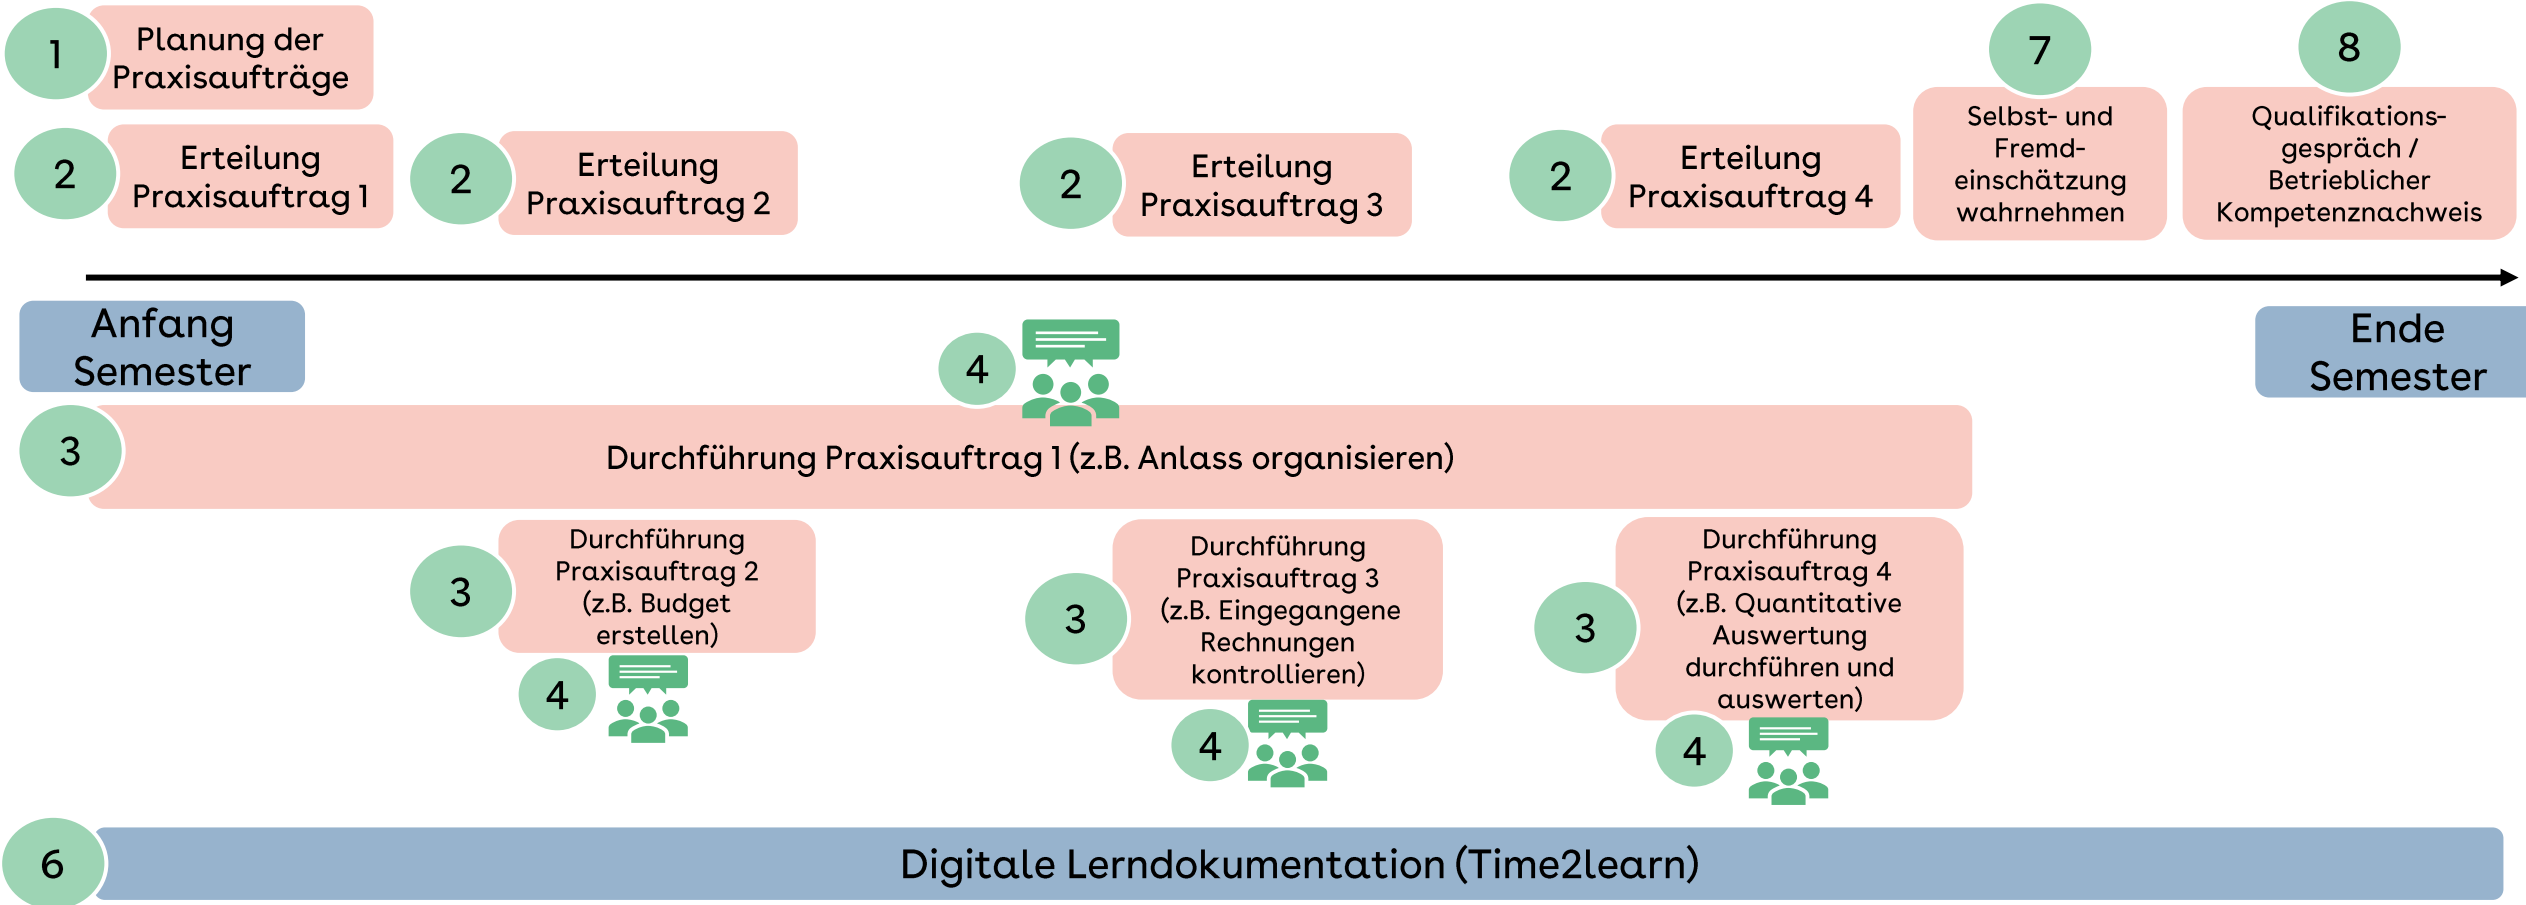 1
Planung der
Praxisaufträge
2
Erteilung
Praxisauftrag 1
2
Erteilung
Praxisauftrag 2
2
Erteilung
Praxisauftrag 3
2
Erteilung
Praxisauftrag 4
7
Selbst- und
Fremd-
einschätzung
wahrnehmen
8
Qualifikations-
gespräch /
Betrieblicher
Kompetenznachweis
Anfang
Semester
Ende
Semester
4
3
Durchführung Praxisauftrag 1 (z.B. Anlass organisieren)
3
Durchführung
Praxisauftrag 2
(z.B. Budget
erstellen)
4
3
Durchführung
Praxisauftrag 3
(z.B. Eingegangene
Rechnungen
kontrollieren)
4
3
Durchführung
Praxisauftrag 4
(z.B. Quantitative
Auswertung
durchführen und
auswerten)
4
6
Digitale Lerndokumentation (Time2learn)